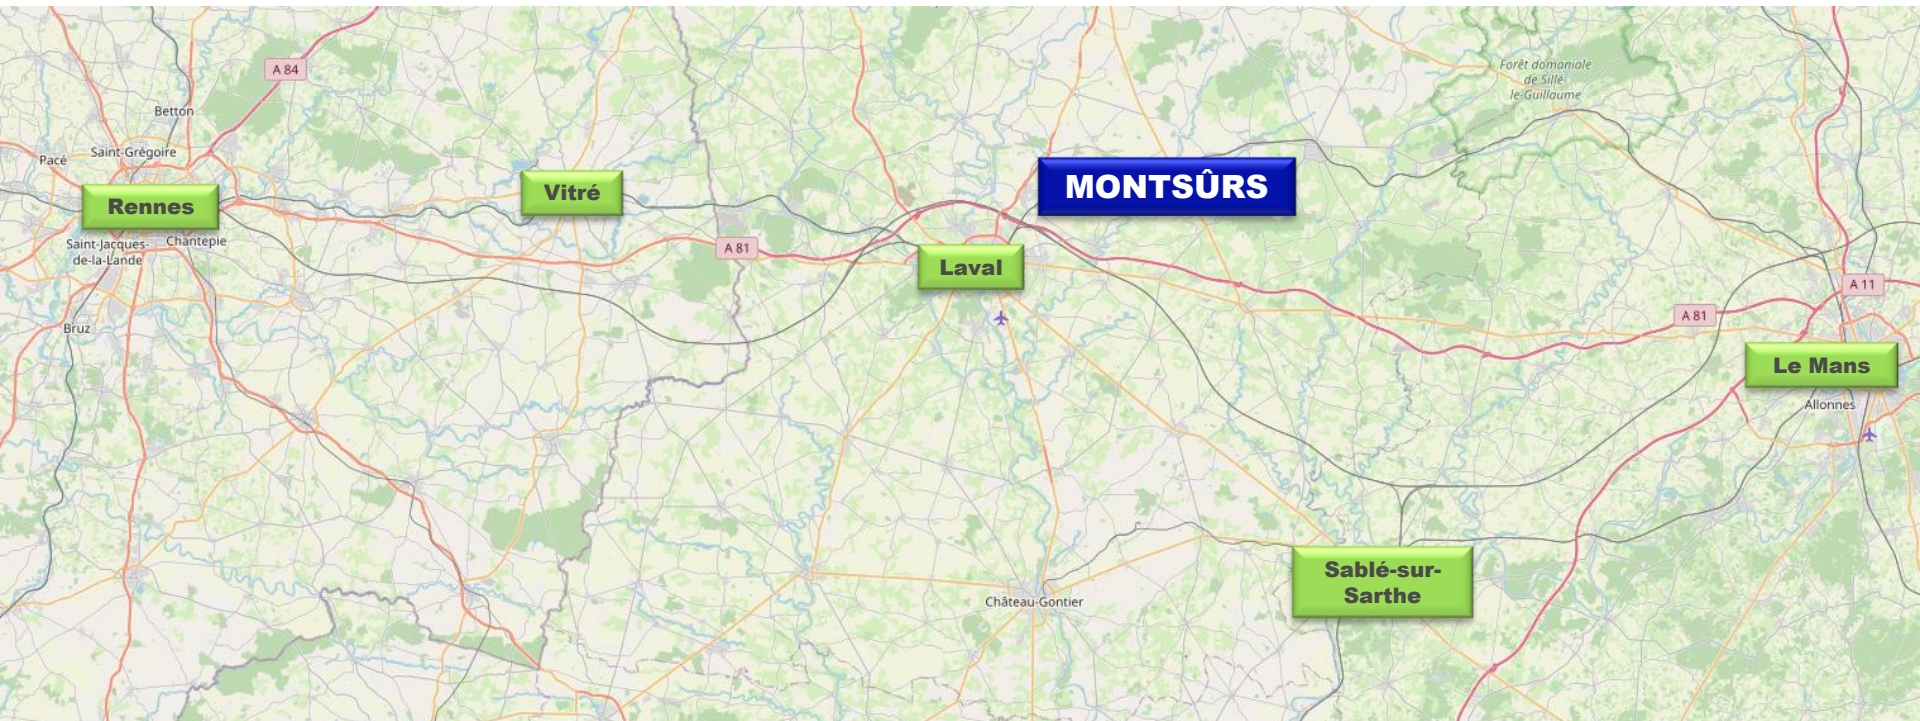 Forêt domaniale
de Sillé-
le-Guillaume
A 84
Betton
Saint-Grégoire
Pacé
Rennes
Vitré
MONTSÛRS
Saint-Jacques-
de-la-Lande
Chantepie
A 81
Laval
A 11
A 81
Bruz
Le Mans
Allonnes
Sablé-sur-
Sarthe
Château-Gontier